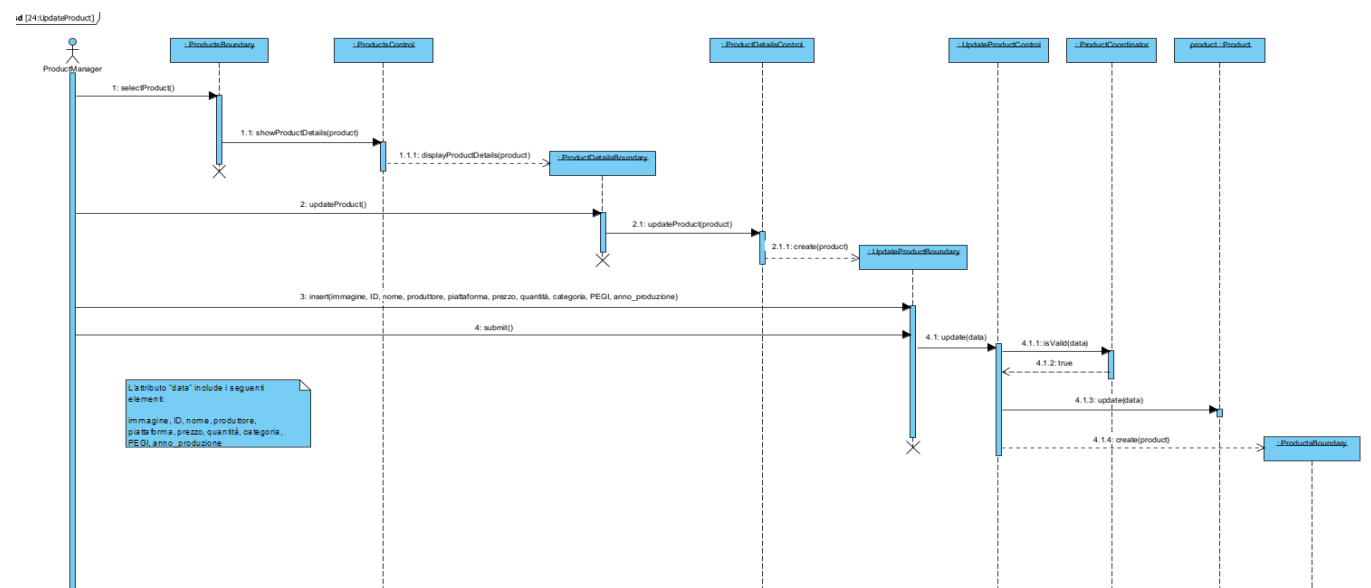 sd [24:UpdateProduct]
ProductManager
: ProductsBoundary
: ProductsControl
: ProductDetailsControl
: UpdateProductControl
: ProductCoordinator
product : Product
1: selectProduct()
1.1: showProductDetails(product)
1.1.1: displayProductDetails(product)
: ProductDetailsBoundary
2: updateProduct()
2.1: updateProduct(product)
2.1.1: create(product)
: UpdateProductBoundary
3: insert(immagine, ID, nome, produttore, piattaforma, prezzo, quantità, categoria, PEGI, anno_produzione)
4: submit()
4.1: update(data)
4.1.1: isValid(data)
4.1.2: true
4.1.3: update(data)
4.1.4: create(product)
: ProductsBoundary
L'attributo "data" include i seguenti
elementi:
immagine, ID, nome, produttore,
piattaforma, prezzo, quantità, categoria,
PEGI, anno_produzione